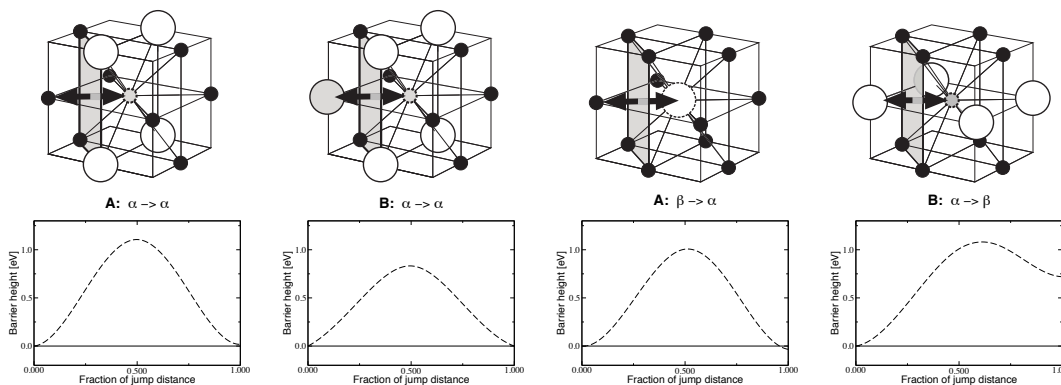 A: α −> α
B: α −> α
A: β −> α
B: α −> β
Barrier height [eV]
1.0
0.5
0.0
0.000
0.500
1.000
Fraction of jump distance
Barrier height [eV]
1.0
0.5
0.0
0.000
0.500
1.000
Fraction of jump distance
Barrier height [eV]
1.0
0.5
0.0
0.000
0.500
1.000
Fraction of jump distance
Barrier height [eV]
1.0
0.5
0.0
0.000
0.500
1.000
Fraction of jump distance